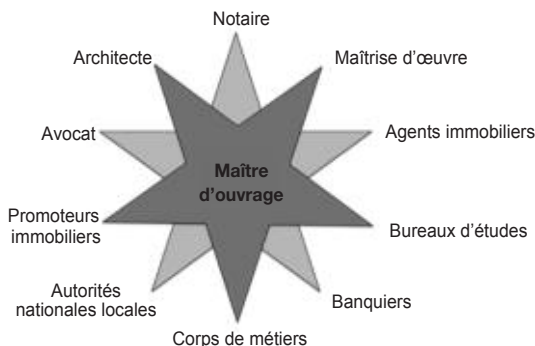 Notaire
Architecte
Maîtrise d'œuvre
Avocat
Agents immobiliers
Maître
d'ouvrage
Promoteurs
immobiliers
Bureaux d'études
Autorités
nationales locales
Banquiers
Corps de métiers